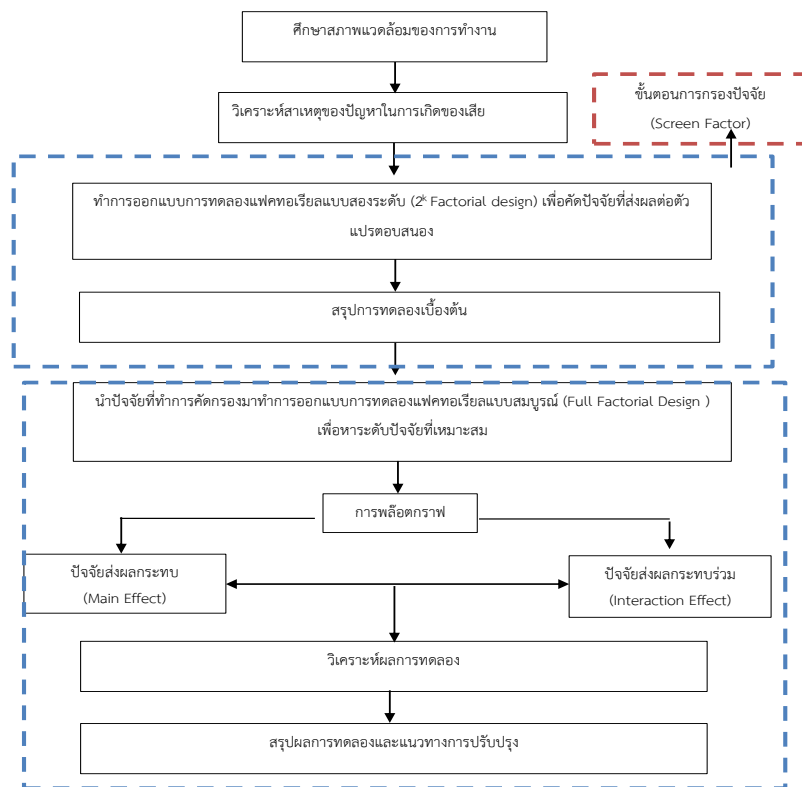 ศึกษาสภาพแวดล้อมของการทำงาน
วิเคราะห์สาเหตุของปัญหาในการเกิดของเสีย
ขั้นตอนการกรองปัจจัย
(Screen Factor)
ทำการออกแบบการทดลองแฟคทอเรียลแบบสองระดับ (2ᵏ Factorial design) เพื่อคัดปัจจัยที่ส่งผลต่อตัว
แปรตอบสนอง
สรุปการทดลองเบื้องต้น
นำปัจจัยที่ทำการคัดกรองมาทำการออกแบบการทดลองแฟคทอเรียลแบบสมบูรณ์ (Full Factorial Design )
เพื่อหาระดับปัจจัยที่เหมาะสม
การพล๊อตกราฟ
ปัจจัยส่งผลกระทบ
(Main Effect)
ปัจจัยส่งผลกระทบร่วม
(Interaction Effect)
วิเคราะห์ผลการทดลอง
สรุปผลการทดลองและแนวทางการปรับปรุง